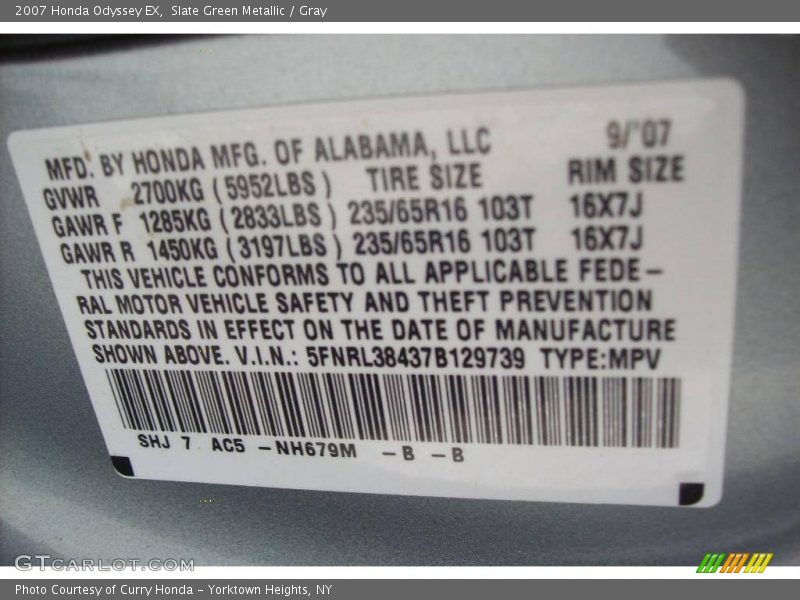 2007 Honda Odyssey EX,  Slate Green Metallic / Gray
MFD. BY HONDA MFG. OF ALABAMA, LLC 9/'07
GVWR 2700KG (5952LBS) TIRE SIZE RIM SIZE
GAWR F 1285KG (2833LBS) 235/65R16 103T 16X7J
GAWR R 1450KG (3197LBS) 235/65R16 103T 16X7J
THIS VEHICLE CONFORMS TO ALL APPLICABLE FEDE–
RAL MOTOR VEHICLE SAFETY AND THEFT PREVENTION
STANDARDS IN EFFECT ON THE DATE OF MANUFACTURE
SHOWN ABOVE. V.I.N.: 5FNRL38437B129739 TYPE:MPV
SHJ 7 AC5 –NH679M –B –B
GTCARLOT.COM
Photo Courtesy of Curry Honda – Yorktown Heights, NY